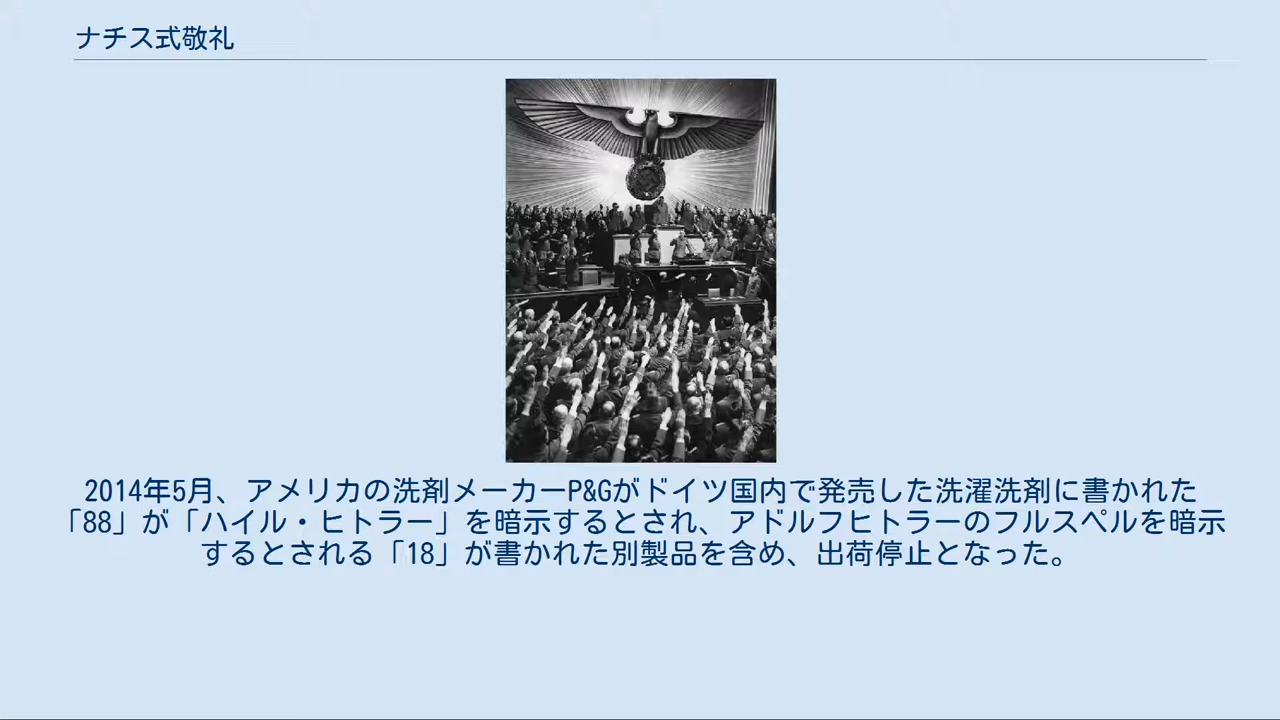 ナチス式敬礼
2014年5月、アメリカの洗剤メーカーP&Gがドイツ国内で発売した洗濯洗剤に書かれた
「88」が「ハイル・ヒトラー」を暗示するとされ、アドルフヒトラーのフルスペルを暗示
するとされる「18」が書かれた別製品を含め、出荷停止となった。